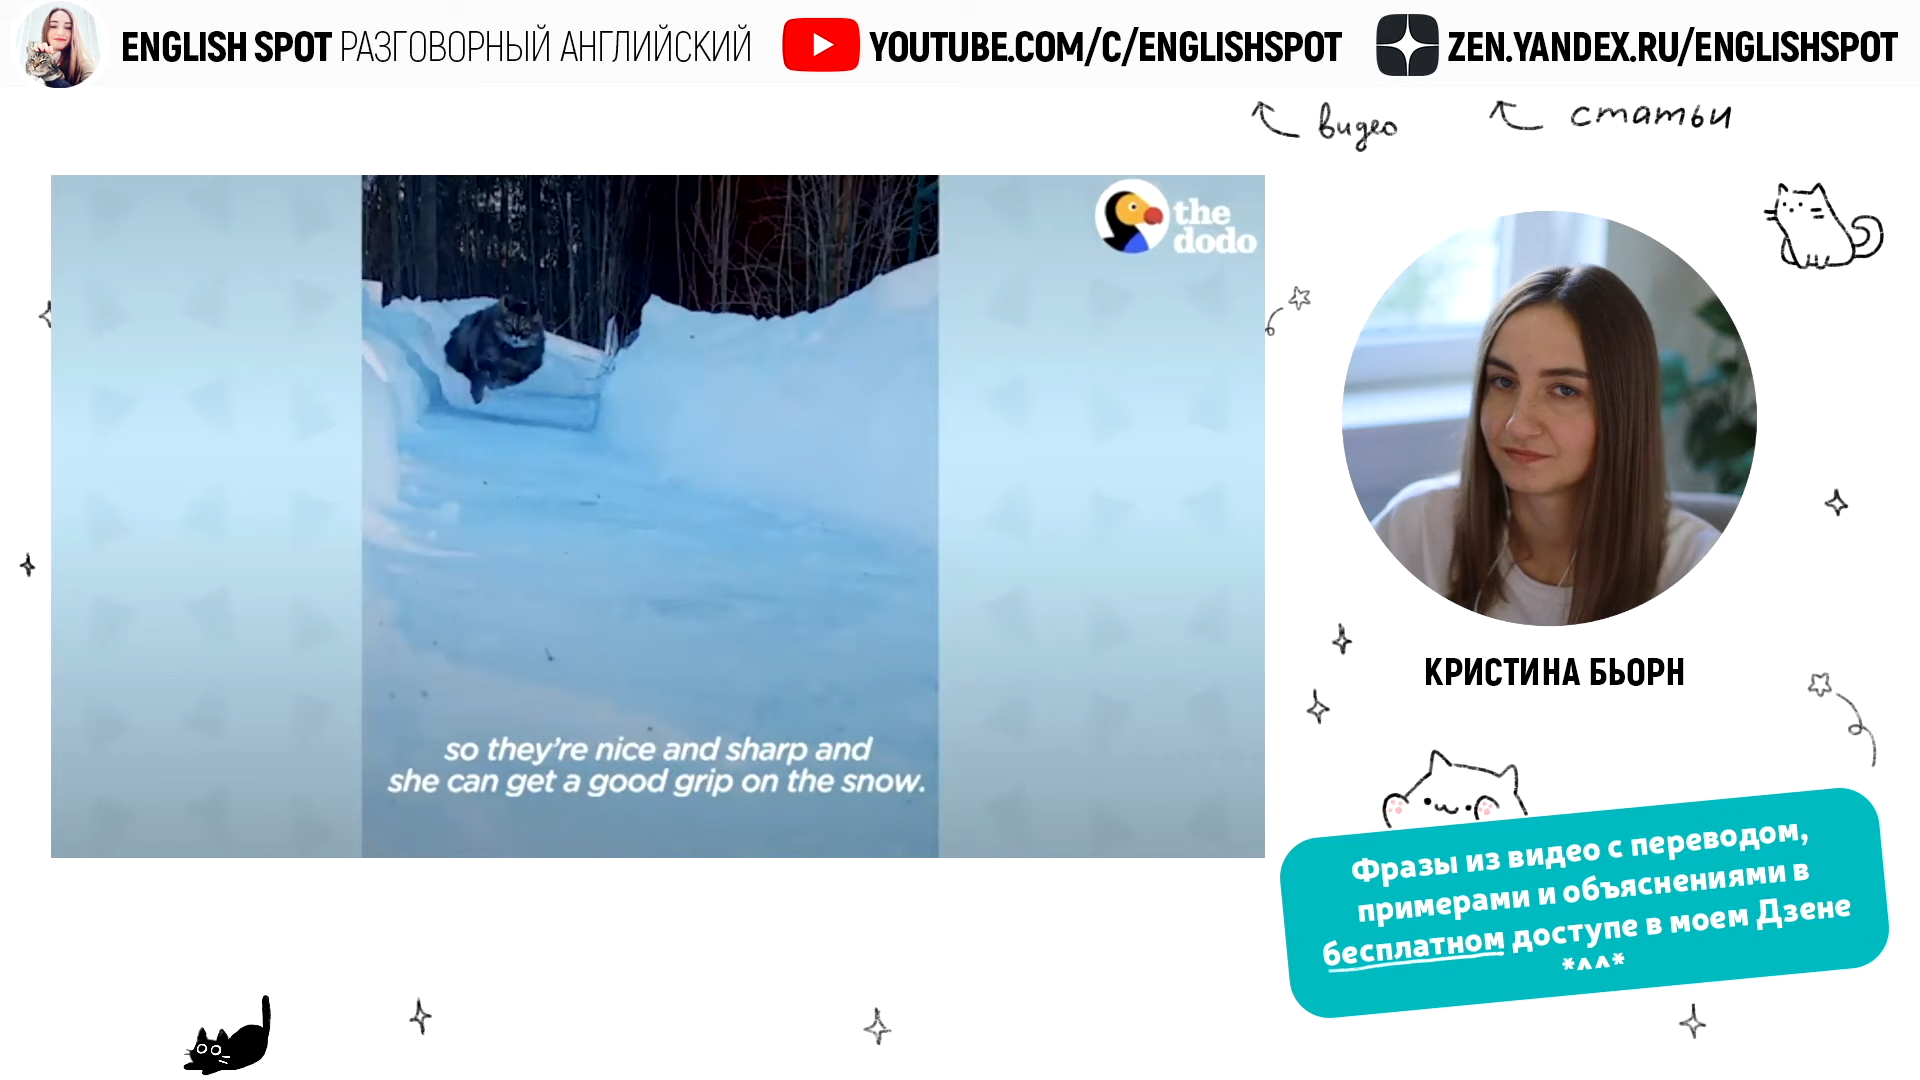 ENGLISH SPOT РАЗГОВОРНЫЙ АНГЛИЙСКИЙ
YOUTUBE.COM/C/ENGLISHSPOT
ZEN.YANDEX.RU/ENGLISHSPOT
видео
статьи
the
dodo
so they’re nice and sharp and
she can get a good grip on the snow.
КРИСТИНА БЬОРН
Фразы из видео с переводом,
примерами и объяснениями в
бесплатном доступе в моем Дзене
*^^*